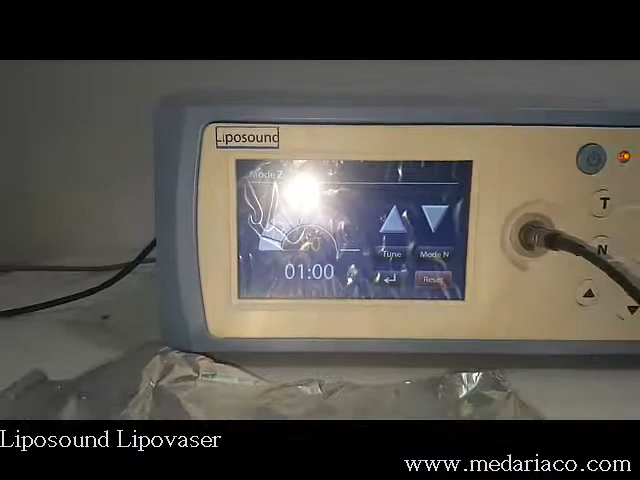 Liposound
Mode Z
T
N
Tune
Mode N
01:00
Reset
Liposound Lipovaser
www.medariaco.com